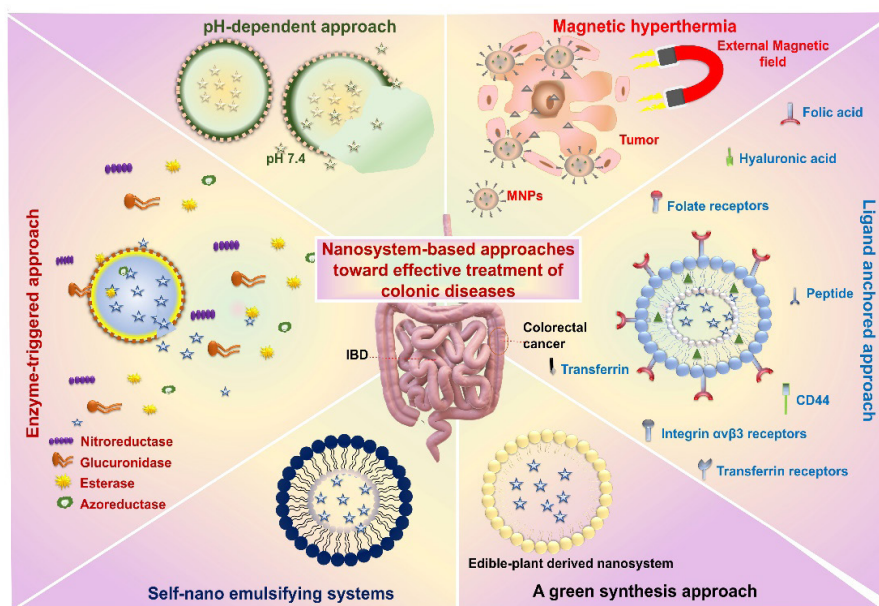 pH-dependent approach
pH 7.4
Magnetic hyperthermia
External Magnetic
field
Tumor
MNPs
Folic acid
Hyaluronic acid
Folate receptors
Peptide
Transferrin
CD44
Integrin αvβ3 receptors
Transferrin receptors
Ligand anchored approach
Nanosystem-based approaches
toward effective treatment of
colonic diseases
IBD
Colorectal
cancer
Enzyme-triggered approach
Nitroreductase
Glucuronidase
Esterase
Azoreductase
Self-nano emulsifying systems
Edible-plant derived nanosystem
A green synthesis approach